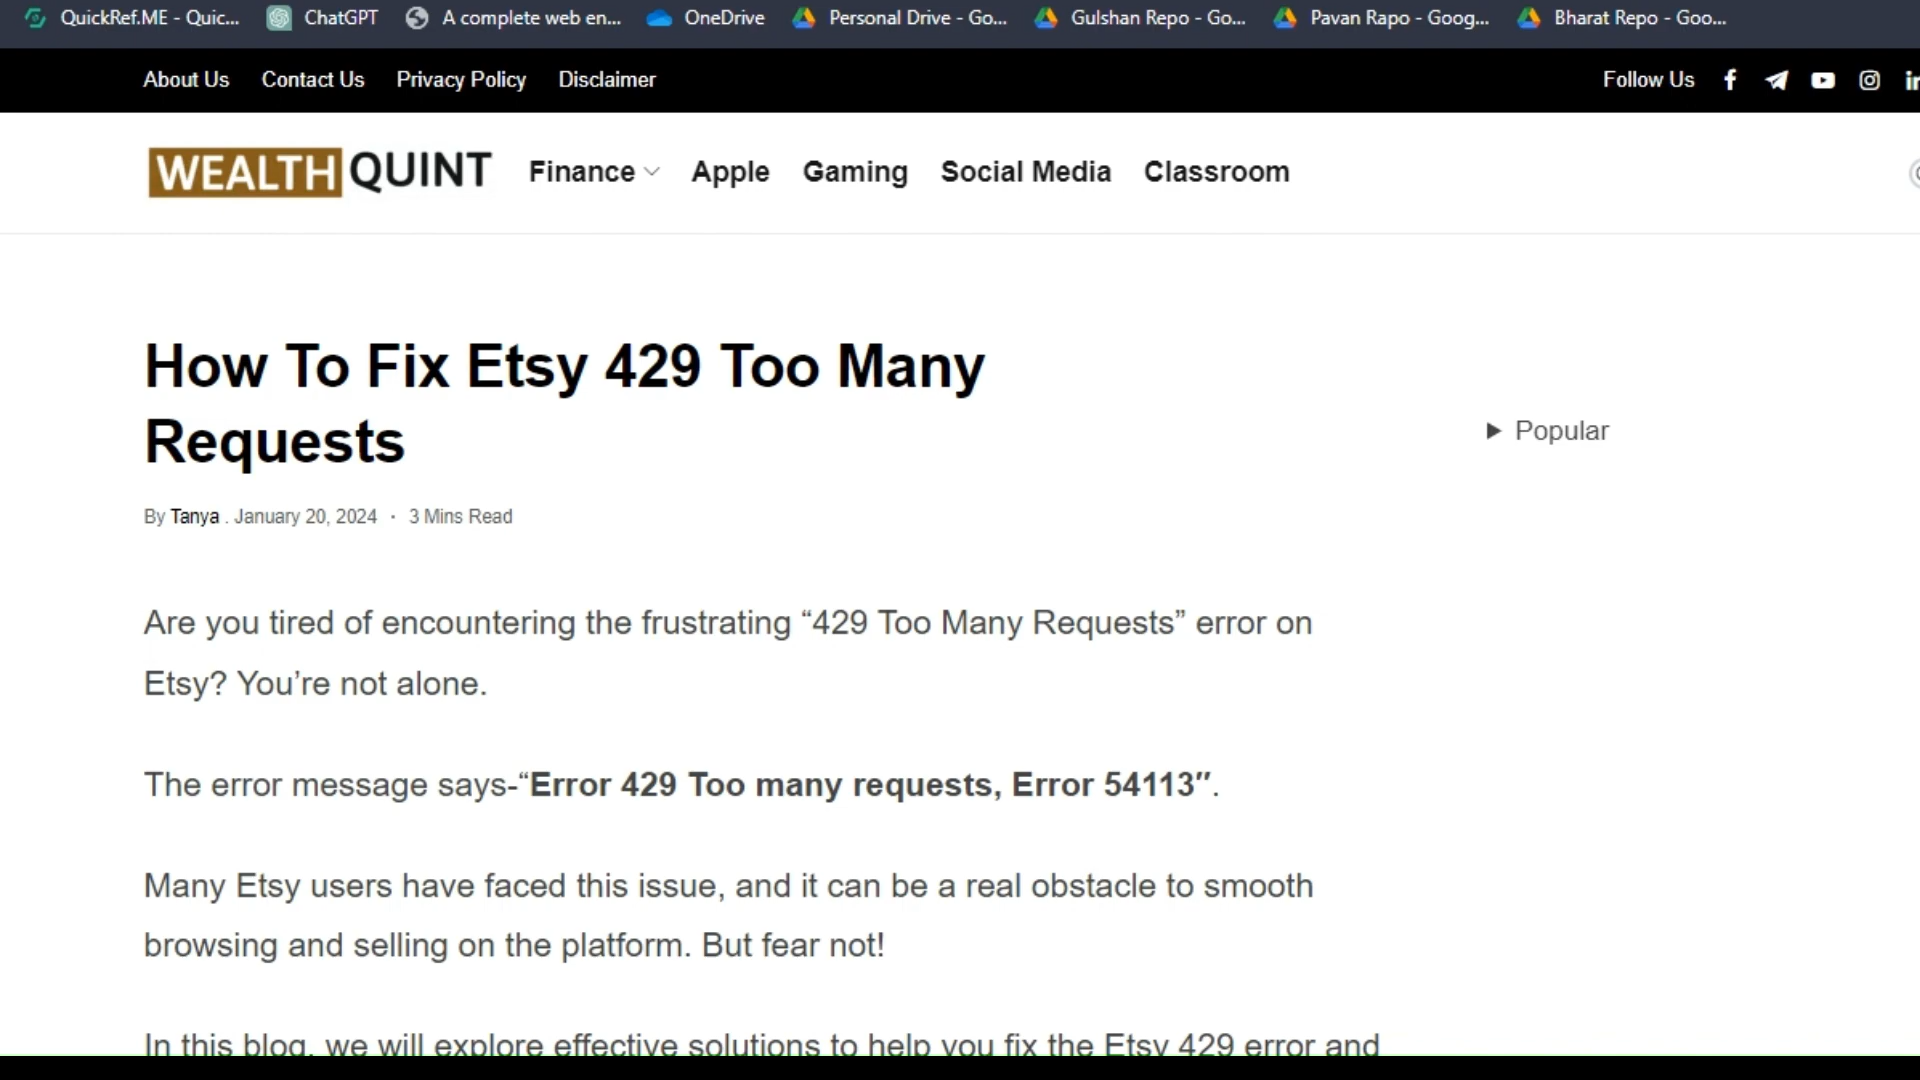 QuickRef.ME - Quic... ChatGPT A complete web en... OneDrive Personal Drive - Go... Gulshan Repo - Go... Pavan Rapo - Goog... Bharat Repo - Goo...
About Us Contact Us Privacy Policy Disclaimer Follow Us
WEALTH QUINT Finance Apple Gaming Social Media Classroom
How To Fix Etsy 429 Too Many
Requests
Popular
By Tanya . January 20, 2024 · 3 Mins Read
Are you tired of encountering the frustrating “429 Too Many Requests” error on
Etsy? You’re not alone.
The error message says-“Error 429 Too many requests, Error 54113″.
Many Etsy users have faced this issue, and it can be a real obstacle to smooth
browsing and selling on the platform. But fear not!
In this blog, we will explore effective solutions to help you fix the Etsy 429 error and